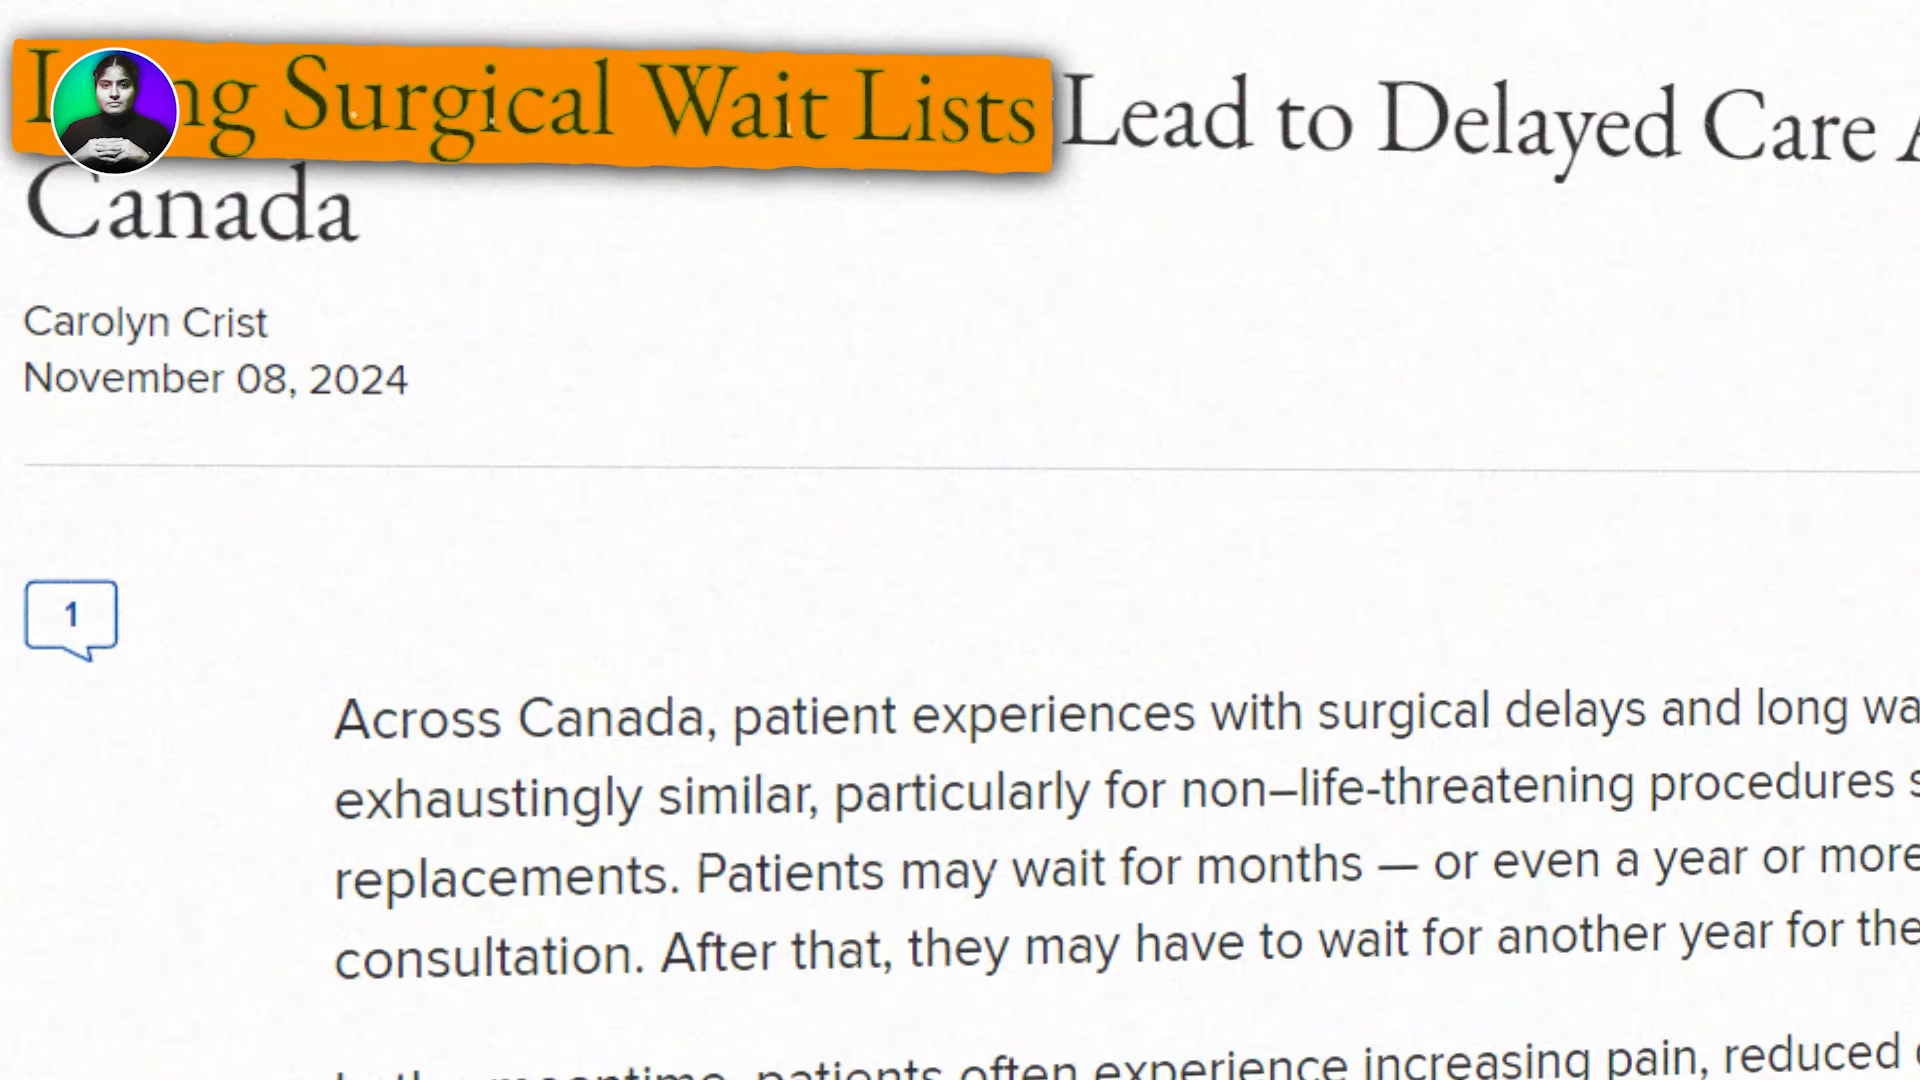 Surgical Wait Lists Lead to Delayed Care
Canada
Carolyn Crist
November 08, 2024
1
Across Canada, patient experiences with surgical delays and long
exhaustingly similar, particularly for non–life-threatening procedures
replacements. Patients may wait for months — or even a year or more
consultation. After that, they may have to wait for another year for the
patients often experience increasing pain, reduced